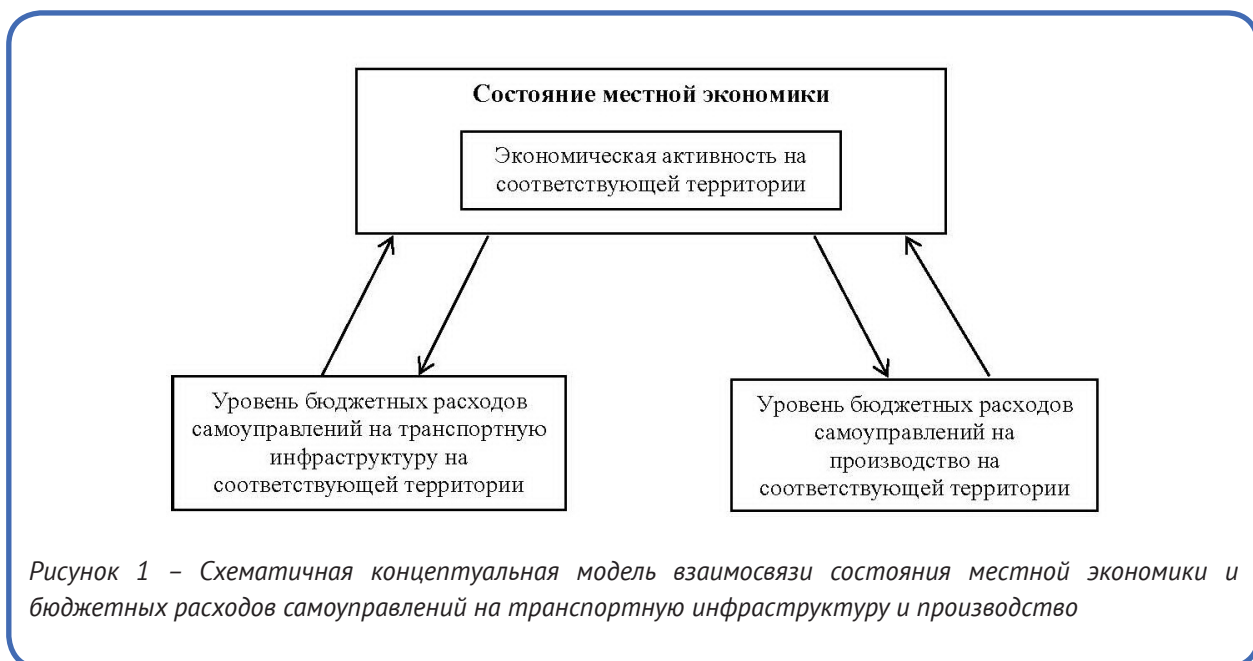 Состояние местной экономики
Экономическая активность на
соответствующей территории
Уровень бюджетных расходов
самоуправлений на транспортную
инфраструктуру на
соответствующей территории
Уровень бюджетных расходов
самоуправлений на
производство на
соответствующей территории
Рисунок 1 – Схематичная концептуальная модель взаимосвязи состояния местной экономики и
бюджетных расходов самоуправлений на транспортную инфраструктуру и производство